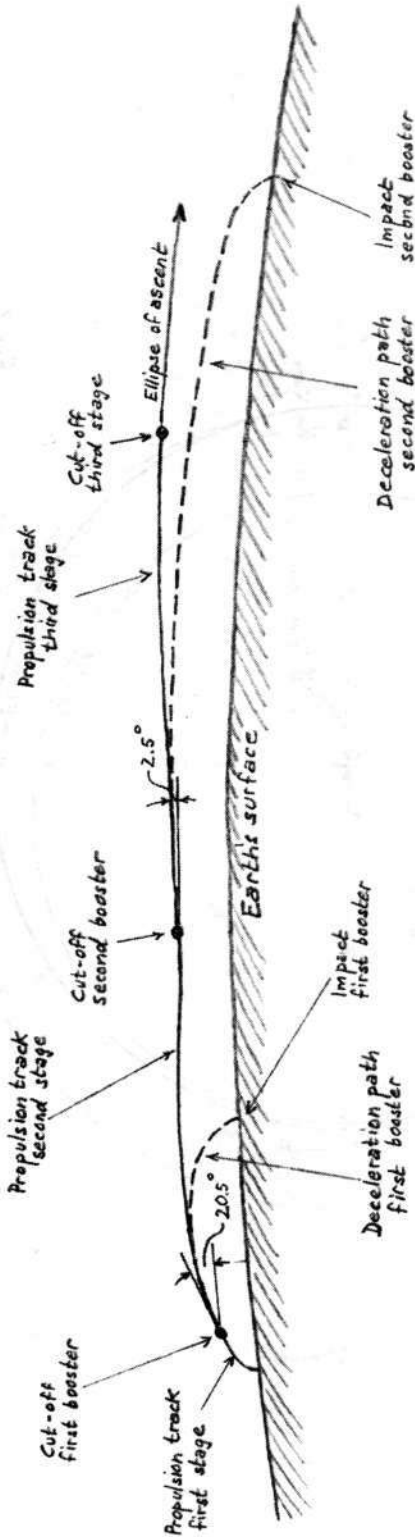 Cut-off
first booster
Propulsion track
first stage
20.5°
Propulsion track
second stage
Deceleration path
first booster
Impact
first booster
Cut-off
second booster
2.5°
Earth's surface
Propulsion track
third stage
Cut-off
third stage
Ellipse of ascent
Deceleration path
second booster
Impact
second booster